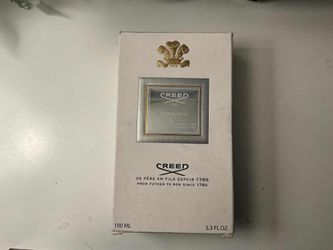 CREED
CREED
DE PÈRE EN FILS DEPUIS 1760
FROM FATHER TO SON SINCE 1760
100 ML 3.3 FL.OZ.